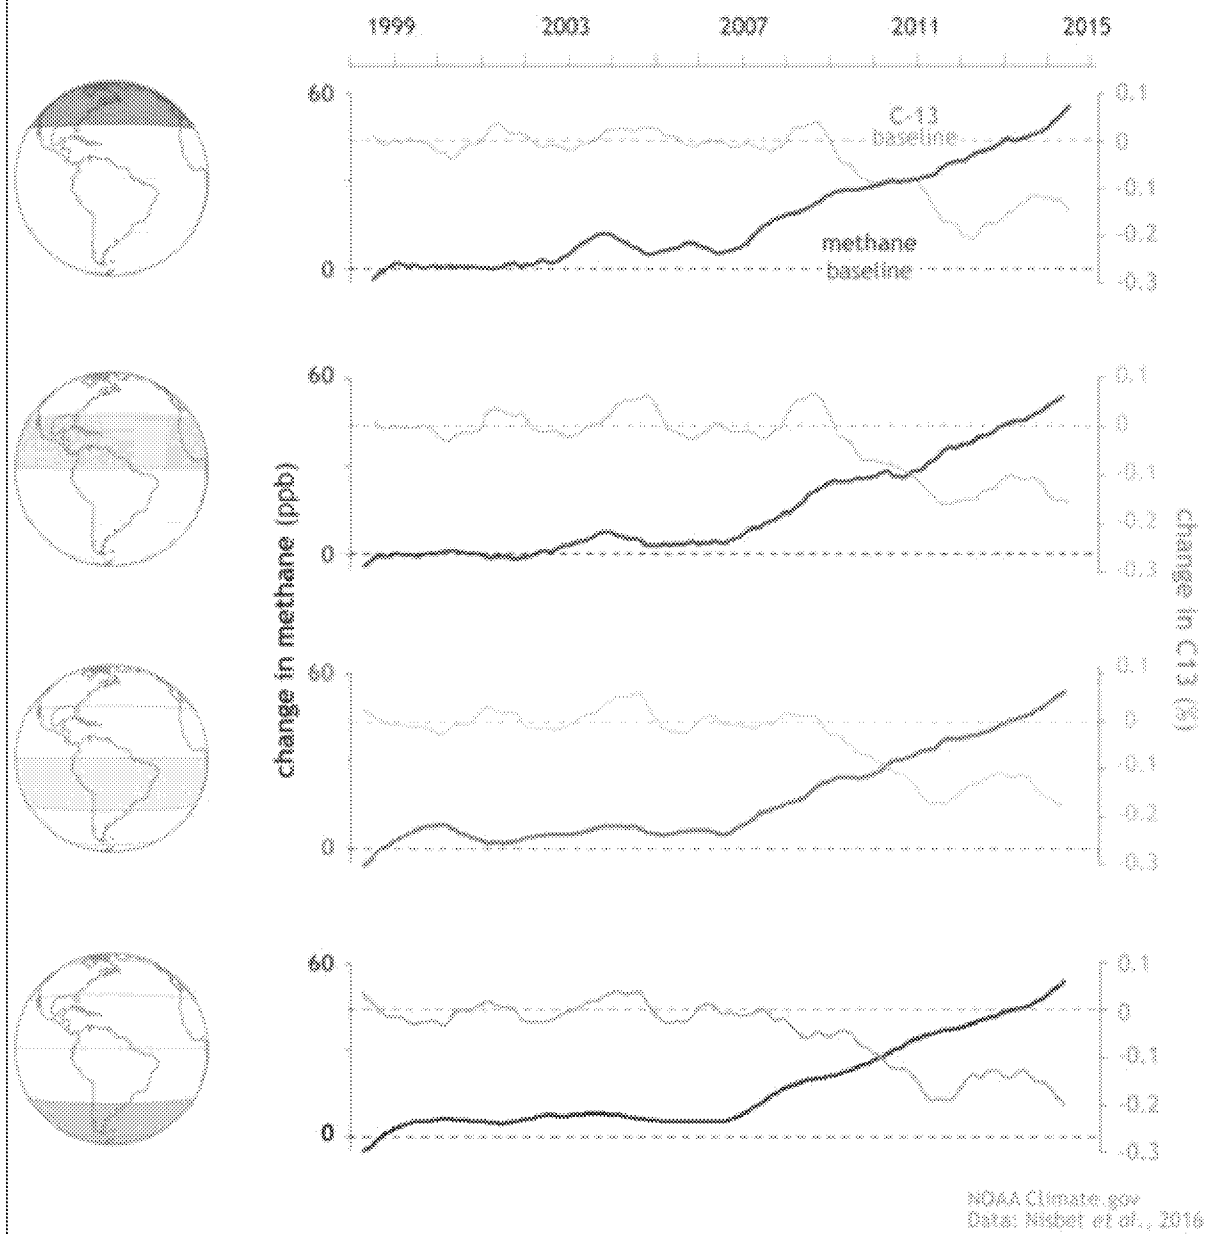 1999 2003 2007 2011 2015
60 0.1
C-13
baseline 0
-0.1
methane -0.2
0 baseline -0.3
60 0.1
0
-0.1
-0.2
0 -0.3
change in methane (ppb)
change in C13 (%)
60 0.1
0
-0.1
-0.2
0 -0.3
60 0.1
0
-0.1
-0.2
0 -0.3
NOAA Climate.gov
Data: Nisbet et al., 2016